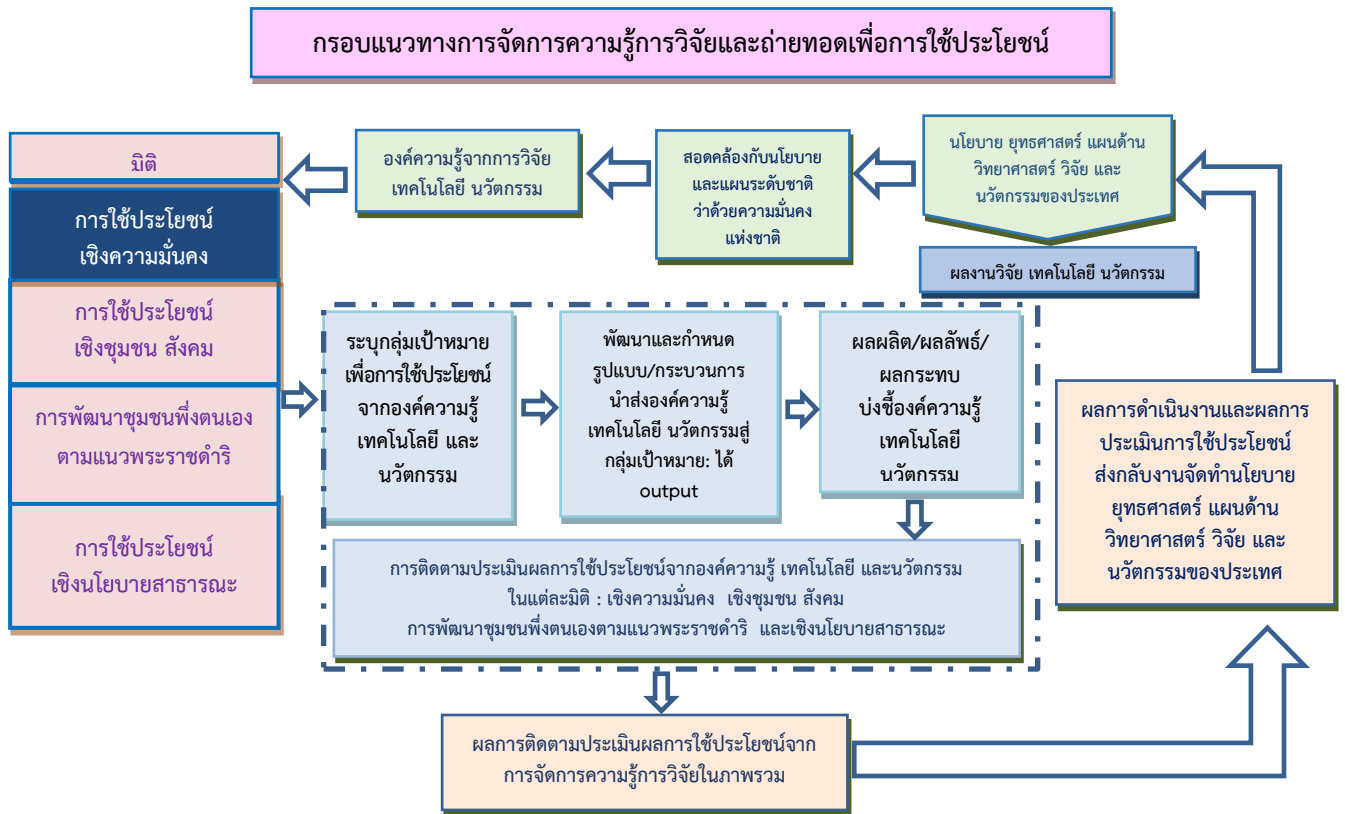 กรอบแนวทางการจัดการความรู้การวิจัยและถ่ายทอดเพื่อการใช้ประโยชน์
มิติ
การใช้ประโยชน์
เชิงความมั่นคง
การใช้ประโยชน์
เชิงชุมชน สังคม
การพัฒนาชุมชนพึ่งตนเอง
ตามแนวพระราชดำริ
การใช้ประโยชน์
เชิงนโยบายสาธารณะ
องค์ความรู้จากการวิจัย
เทคโนโลยี นวัตกรรม
สอดคล้องกับนโยบาย
และแผนระดับชาติ
ว่าด้วยความมั่นคง
แห่งชาติ
นโยบาย ยุทธศาสตร์ แผนด้าน
วิทยาศาสตร์ วิจัย และ
นวัตกรรมของประเทศ
ผลงานวิจัย เทคโนโลยี นวัตกรรม
ระบุกลุ่มเป้าหมาย
เพื่อการใช้ประโยชน์
จากองค์ความรู้
เทคโนโลยี และ
นวัตกรรม
พัฒนาและกำหนด
รูปแบบ/กระบวนการ
นำส่งองค์ความรู้
เทคโนโลยี นวัตกรรมสู่
กลุ่มเป้าหมาย: ได้
output
ผลผลิต/ผลลัพธ์/
ผลกระทบ
บ่งชี้องค์ความรู้
เทคโนโลยี
นวัตกรรม
การติดตามประเมินผลการใช้ประโยชน์จากองค์ความรู้ เทคโนโลยี และนวัตกรรม
ในแต่ละมิติ : เชิงความมั่นคง เชิงชุมชน สังคม
การพัฒนาชุมชนพึ่งตนเองตามแนวพระราชดำริ และเชิงนโยบายสาธารณะ
ผลการดำเนินงานและผลการ
ประเมินการใช้ประโยชน์
ส่งกลับงานจัดทำนโยบาย
ยุทธศาสตร์ แผนด้าน
วิทยาศาสตร์ วิจัย และ
นวัตกรรมของประเทศ
ผลการติดตามประเมินผลการใช้ประโยชน์จาก
การจัดการความรู้การวิจัยในภาพรวม